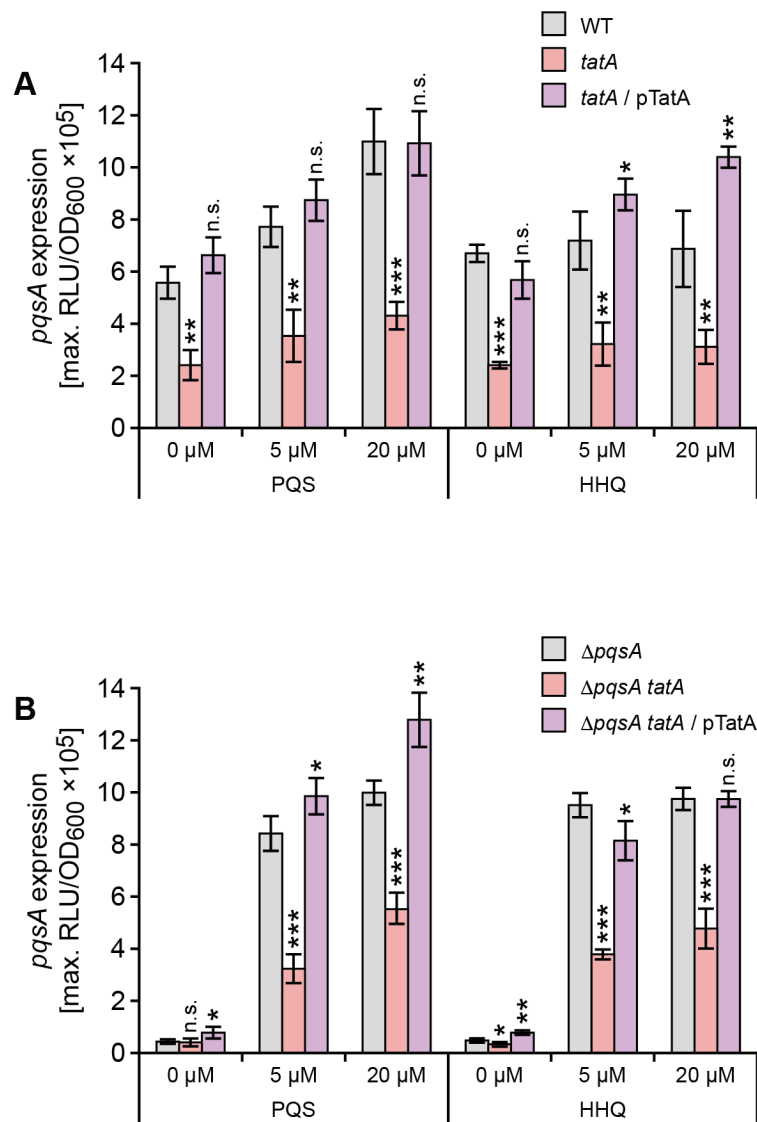 WT
tatA
tatA / pTatA
A
pqsA expression
[max. RLU/OD600 ×10⁵]
14
12
10
8
6
4
2
0
n.s.
n.s.
n.s.
n.s.
*
**
**
**
***
***
**
**
0 µM
5 µM
20 µM
0 µM
5 µM
20 µM
PQS
HHQ
ΔpqsA
ΔpqsA tatA
ΔpqsA tatA / pTatA
B
pqsA expression
[max. RLU/OD600 ×10⁵]
14
12
10
8
6
4
2
0
n.s.
*
***
*
***
**
*
**
***
*
***
n.s.
0 µM
5 µM
20 µM
0 µM
5 µM
20 µM
PQS
HHQ